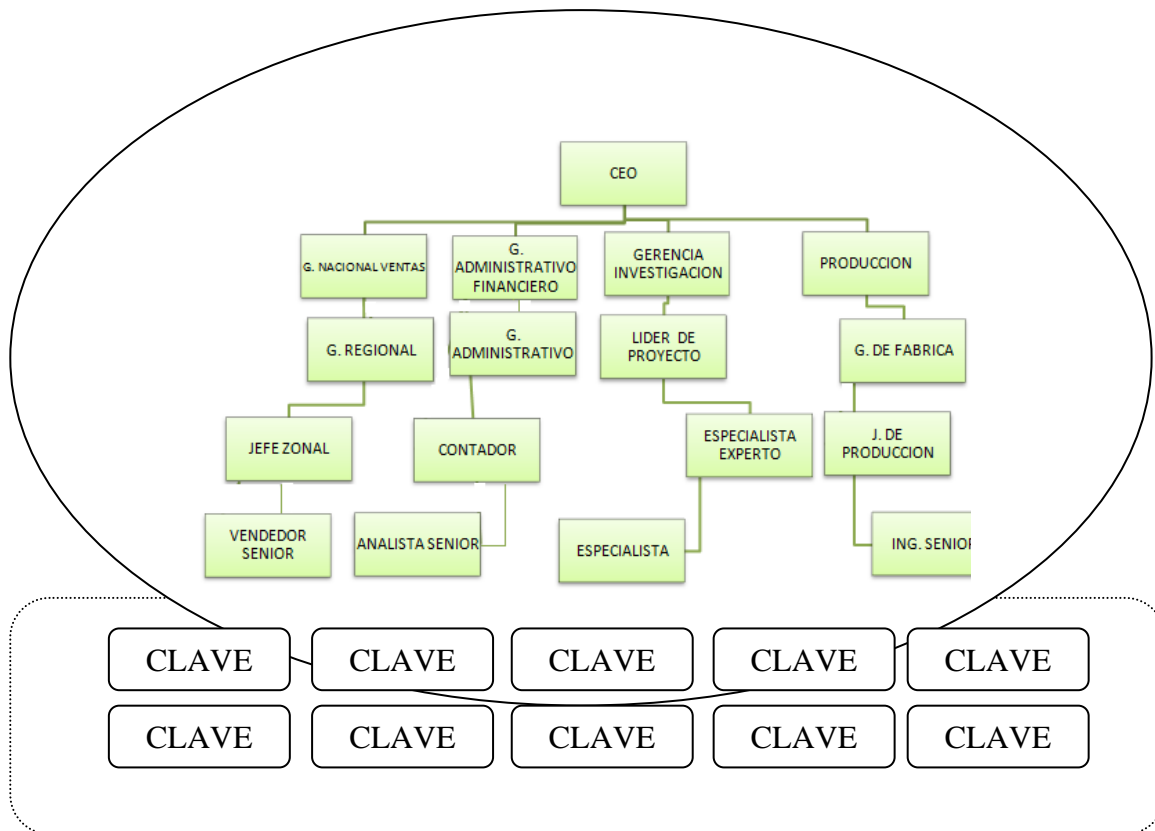 CEO
G. NACIONAL VENTAS
G.
ADMINISTRATIVO
FINANCIERO
GERENCIA
INVESTIGACION
PRODUCCION
G. REGIONAL
G.
ADMINISTRATIVO
LIDER DE
PROYECTO
G. DE FABRICA
JEFE ZONAL
CONTADOR
ESPECIALISTA
EXPERTO
J. DE
PRODUCCION
VENDEDOR
SENIOR
ANALISTA SENIOR
ESPECIALISTA
ING. SENIOR
CLAVE
CLAVE
CLAVE
CLAVE
CLAVE
CLAVE
CLAVE
CLAVE
CLAVE
CLAVE